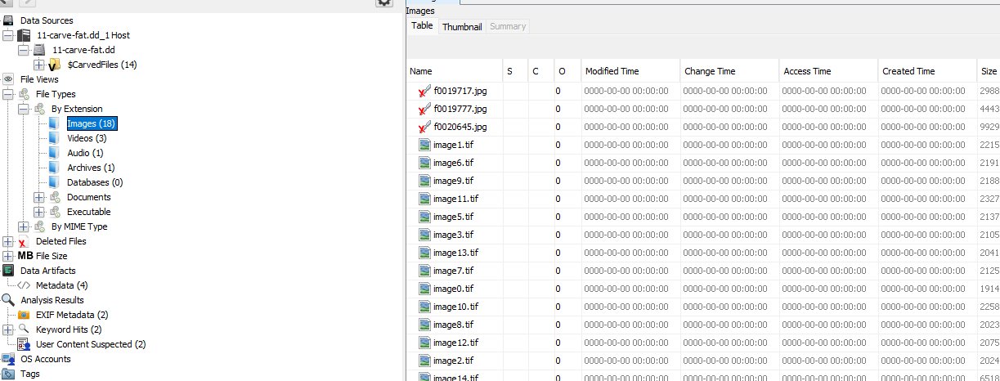 Data Sources
11-carve-fat.dd_1 Host
11-carve-fat.dd
$CarvedFiles (14)
File Views
File Types
By Extension
Images (18)
Videos (3)
Audio (1)
Archives (1)
Databases (0)
Documents
Executable
By MIME Type
Deleted Files
MB File Size
Data Artifacts
Metadata (4)
Analysis Results
EXIF Metadata (2)
Keyword Hits (2)
User Content Suspected (2)
OS Accounts
Tags
Images
Table Thumbnail Summary
Name S C O Modified Time Change Time Access Time Created Time Size
f0019717.jpg 0 0000-00-00 00:00:00 0000-00-00 00:00:00 0000-00-00 00:00:00 0000-00-00 00:00:00 2988
f0019777.jpg 0 0000-00-00 00:00:00 0000-00-00 00:00:00 0000-00-00 00:00:00 0000-00-00 00:00:00 4443
f0020645.jpg 0 0000-00-00 00:00:00 0000-00-00 00:00:00 0000-00-00 00:00:00 0000-00-00 00:00:00 9929
image1.tif 0 0000-00-00 00:00:00 0000-00-00 00:00:00 0000-00-00 00:00:00 0000-00-00 00:00:00 2215
image6.tif 0 0000-00-00 00:00:00 0000-00-00 00:00:00 0000-00-00 00:00:00 0000-00-00 00:00:00 2191
image9.tif 0 0000-00-00 00:00:00 0000-00-00 00:00:00 0000-00-00 00:00:00 0000-00-00 00:00:00 2188
image11.tif 0 0000-00-00 00:00:00 0000-00-00 00:00:00 0000-00-00 00:00:00 0000-00-00 00:00:00 2327
image5.tif 0 0000-00-00 00:00:00 0000-00-00 00:00:00 0000-00-00 00:00:00 0000-00-00 00:00:00 2137
image3.tif 0 0000-00-00 00:00:00 0000-00-00 00:00:00 0000-00-00 00:00:00 0000-00-00 00:00:00 2105
image13.tif 0 0000-00-00 00:00:00 0000-00-00 00:00:00 0000-00-00 00:00:00 0000-00-00 00:00:00 2041
image7.tif 0 0000-00-00 00:00:00 0000-00-00 00:00:00 0000-00-00 00:00:00 0000-00-00 00:00:00 2125
image0.tif 0 0000-00-00 00:00:00 0000-00-00 00:00:00 0000-00-00 00:00:00 0000-00-00 00:00:00 1914
image10.tif 0 0000-00-00 00:00:00 0000-00-00 00:00:00 0000-00-00 00:00:00 0000-00-00 00:00:00 2258
image8.tif 0 0000-00-00 00:00:00 0000-00-00 00:00:00 0000-00-00 00:00:00 0000-00-00 00:00:00 2023
image12.tif 0 0000-00-00 00:00:00 0000-00-00 00:00:00 0000-00-00 00:00:00 0000-00-00 00:00:00 2075
image2.tif 0 0000-00-00 00:00:00 0000-00-00 00:00:00 0000-00-00 00:00:00 0000-00-00 00:00:00 2024
image14.tif 0 0000-00-00 00:00:00 0000-00-00 00:00:00 0000-00-00 00:00:00 0000-00-00 00:00:00 6518